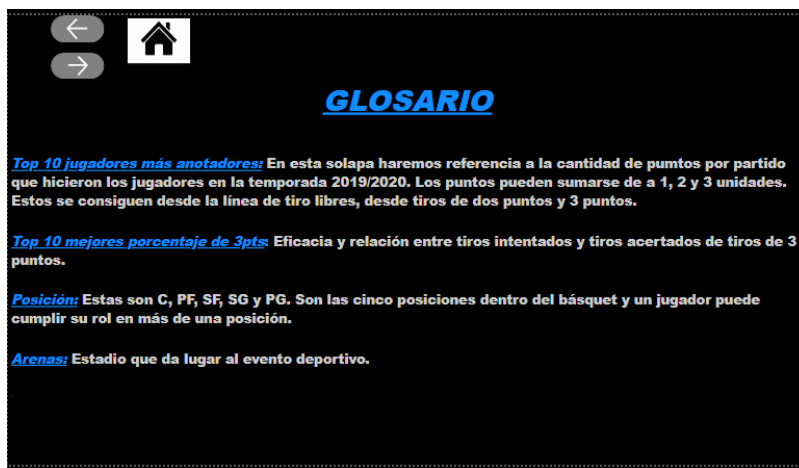 GLOSARIO
Top 10 jugadores más anotadores: En esta solapa haremos referencia a la cantidad de pumtos por partido
que hicieron los jugadores en la temporada 2019/2020. Los puntos pueden sumarse de a 1, 2 y 3 unidades.
Estos se consiguen desde la línea de tiro libres, desde tiros de dos puntos y 3 puntos.
Top 10 mejores porcentaje de 3pts: Eficacia y relación entre tiros intentados y tiros acertados de tiros de 3
puntos.
Posición: Estas son C, PF, SF, SG y PG. Son las cinco posiciones dentro del básquet y un jugador puede
cumplir su rol en más de una posición.
Arenas: Estadio que da lugar al evento deportivo.